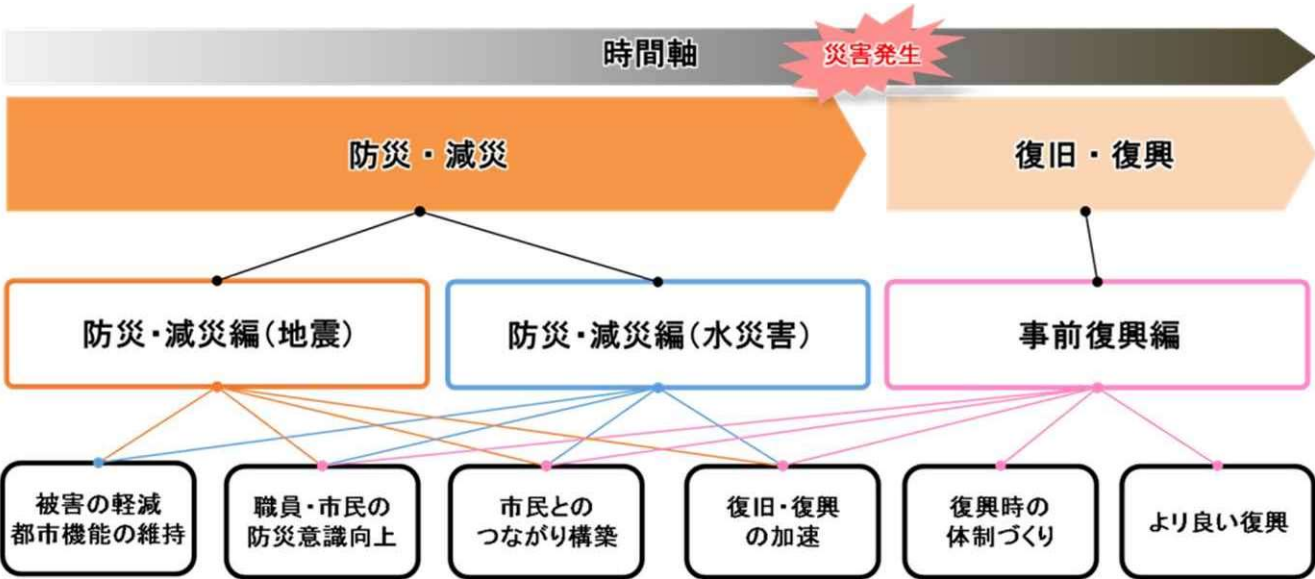 時間軸
災害発生
防災・減災
復旧・復興
防災・減災編(地震)
防災・減災編(水災害)
事前復興編
被害の軽減
都市機能の維持
職員・市民の
防災意識向上
市民との
つながり構築
復旧・復興
の加速
復興時の
体制づくり
より良い復興